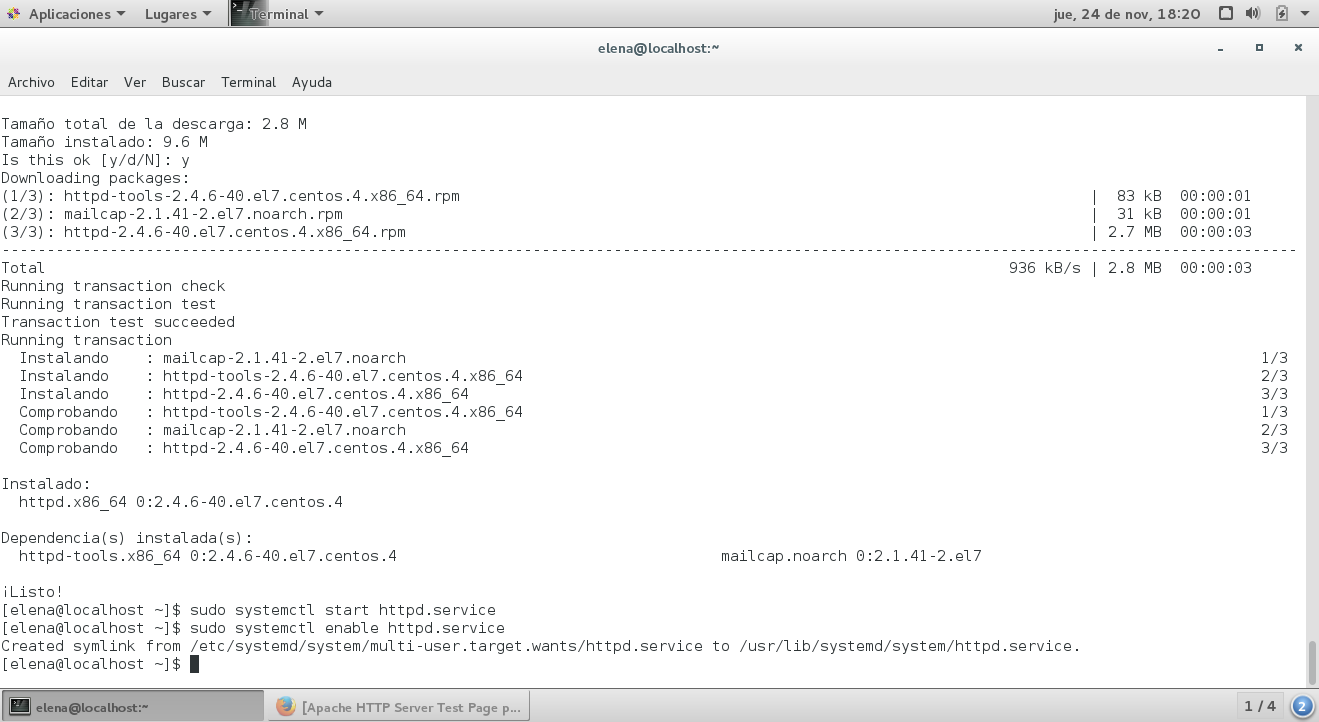 Aplicaciones Lugares Terminal jue, 24 de nov, 18:20
elena@localhost:~
Archivo Editar Ver Buscar Terminal Ayuda
Tamaño total de la descarga: 2.8 M
Tamaño instalado: 9.6 M
Is this ok [y/d/N]: y
Downloading packages:
(1/3): httpd-tools-2.4.6-40.el7.centos.4.x86_64.rpm | 83 kB 00:00:01
(2/3): mailcap-2.1.41-2.el7.noarch.rpm | 31 kB 00:00:01
(3/3): httpd-2.4.6-40.el7.centos.4.x86_64.rpm | 2.7 MB 00:00:03
--------------------------------------------------------------------------------
Total 936 kB/s | 2.8 MB 00:00:03
Running transaction check
Running transaction test
Transaction test succeeded
Running transaction
Instalando : mailcap-2.1.41-2.el7.noarch 1/3
Instalando : httpd-tools-2.4.6-40.el7.centos.4.x86_64 2/3
Instalando : httpd-2.4.6-40.el7.centos.4.x86_64 3/3
Comprobando : httpd-tools-2.4.6-40.el7.centos.4.x86_64 1/3
Comprobando : mailcap-2.1.41-2.el7.noarch 2/3
Comprobando : httpd-2.4.6-40.el7.centos.4.x86_64 3/3
Instalado:
httpd.x86_64 0:2.4.6-40.el7.centos.4
Dependencia(s) instalada(s):
httpd-tools.x86_64 0:2.4.6-40.el7.centos.4 mailcap.noarch 0:2.1.41-2.el7
¡Listo!
[elena@localhost ~]$ sudo systemctl start httpd.service
[elena@localhost ~]$ sudo systemctl enable httpd.service
Created symlink from /etc/systemd/system/multi-user.target.wants/httpd.service to /usr/lib/systemd/system/httpd.service.
[elena@localhost ~]$
elena@localhost:~ [Apache HTTP Server Test Page p... 1 / 4 2